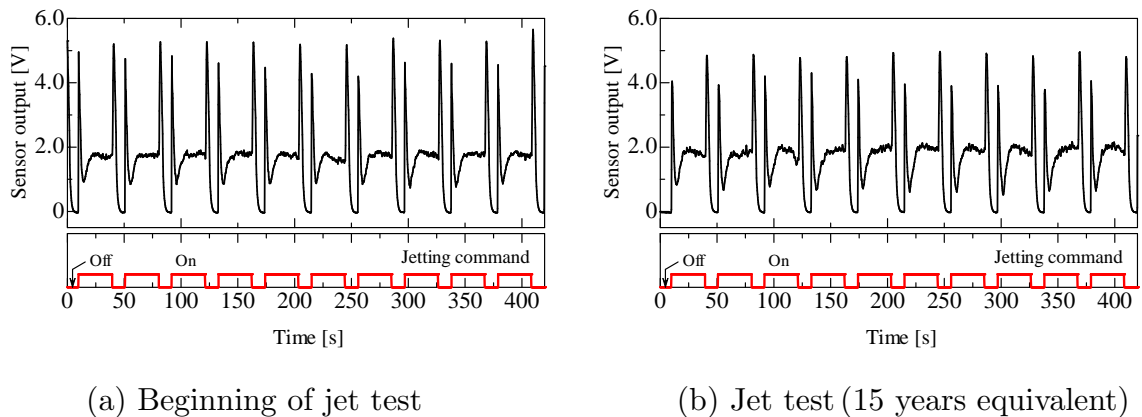 6.0
4.0
2.0
0
Sensor output [V]
Off
On
Jetting command
0 50 100 150 200 250 300 350 400
Time [s]
(a) Beginning of jet test
6.0
4.0
2.0
0
Sensor output [V]
Off
On
Jetting command
0 50 100 150 200 250 300 350 400
Time [s]
(b) Jet test (15 years equivalent)